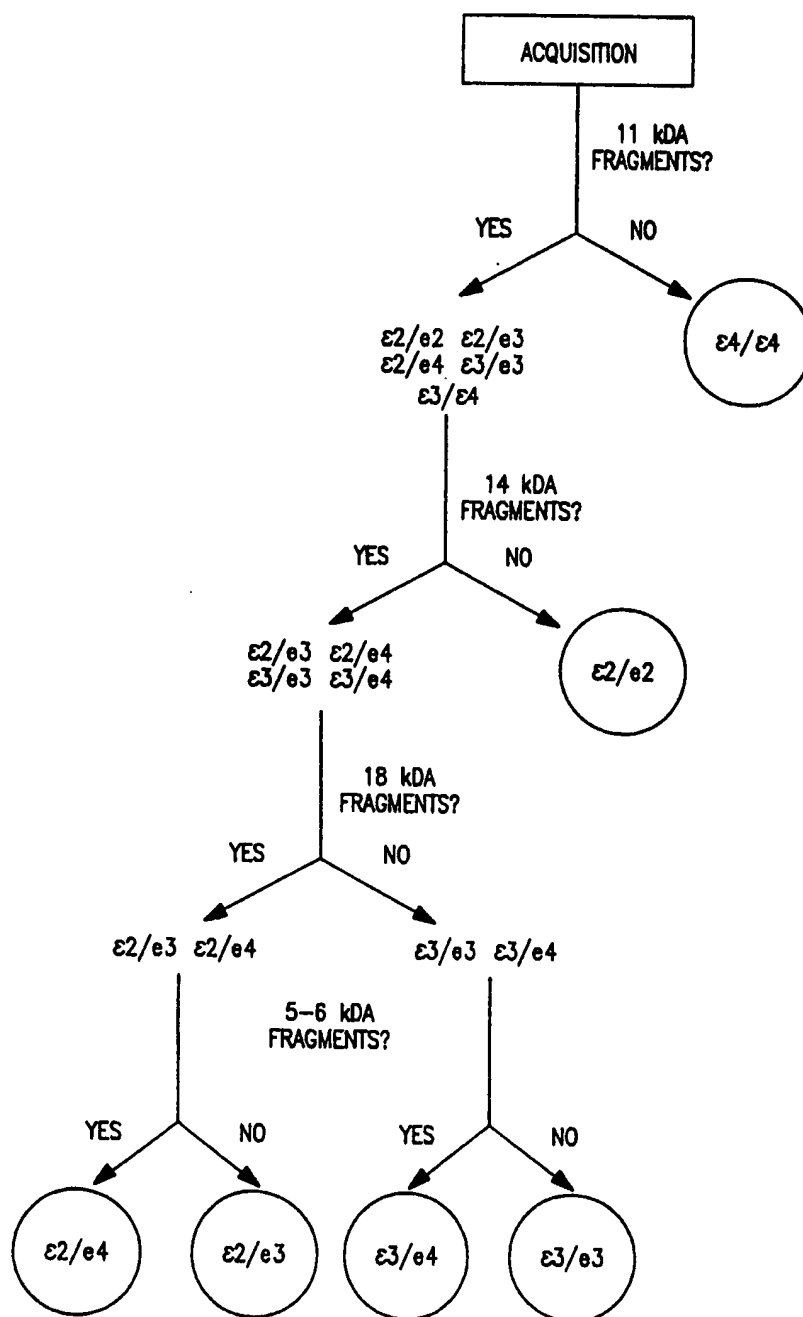 ACQUISITION
11 kDA
FRAGMENTS?
YES NO
ε2/e2 ε2/e3
ε2/e4 ε3/e3
ε3/ε4
ε4/ε4
14 kDA
FRAGMENTS?
YES NO
ε2/e3 ε2/e4
ε3/e3 ε3/e4
ε2/e2
18 kDA
FRAGMENTS?
YES NO
ε2/e3 ε2/e4
ε3/e3 ε3/e4
5-6 kDA
FRAGMENTS?
YES NO
YES NO
ε2/e4
ε2/e3
ε3/e4
ε3/e3